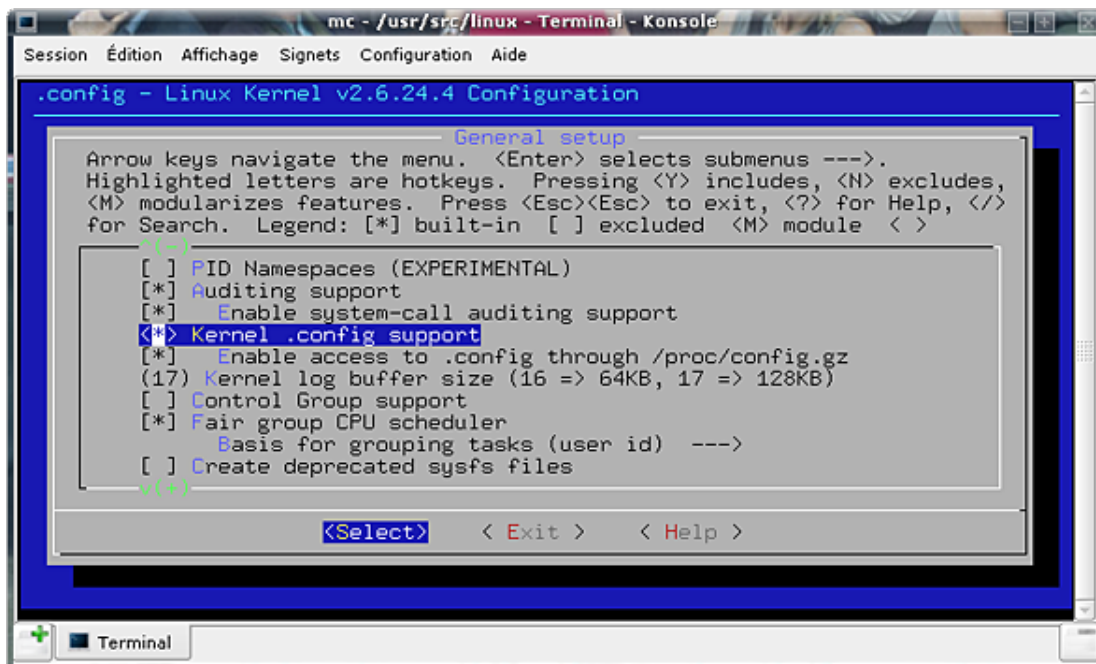 mc - /usr/src/linux - Terminal - Konsole
Session Édition Affichage Signets Configuration Aide
.config - Linux Kernel v2.6.24.4 Configuration
General setup
Arrow keys navigate the menu. <Enter> selects submenus --->.
Highlighted letters are hotkeys. Pressing <Y> includes, <N> excludes,
<M> modularizes features. Press <Esc><Esc> to exit, <?> for Help, </>
for Search. Legend: [*] built-in [ ] excluded <M> module < >
^(-)
[ ] PID Namespaces (EXPERIMENTAL)
[*] Auditing support
[*] Enable system-call auditing support
<*> Kernel .config support
[*] Enable access to .config through /proc/config.gz
(17) Kernel log buffer size (16 => 64KB, 17 => 128KB)
[ ] Control Group support
[*] Fair group CPU scheduler
Basis for grouping tasks (user id) --->
[ ] Create deprecated sysfs files
v(+)
<Select> < Exit > < Help >
Terminal